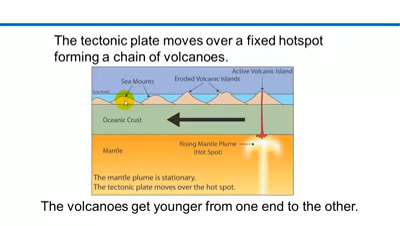 The tectonic plate moves over a fixed hotspot
forming a chain of volcanoes.
Active Volcanic Island
Eroded Volcanic Islands
Sea Mounts
Oceanic Crust
Rising Mantle Plume
(Hot Spot)
Mantle
The mantle plume is stationary.
The tectonic plate moves over the hot spot.
The volcanoes get younger from one end to the other.